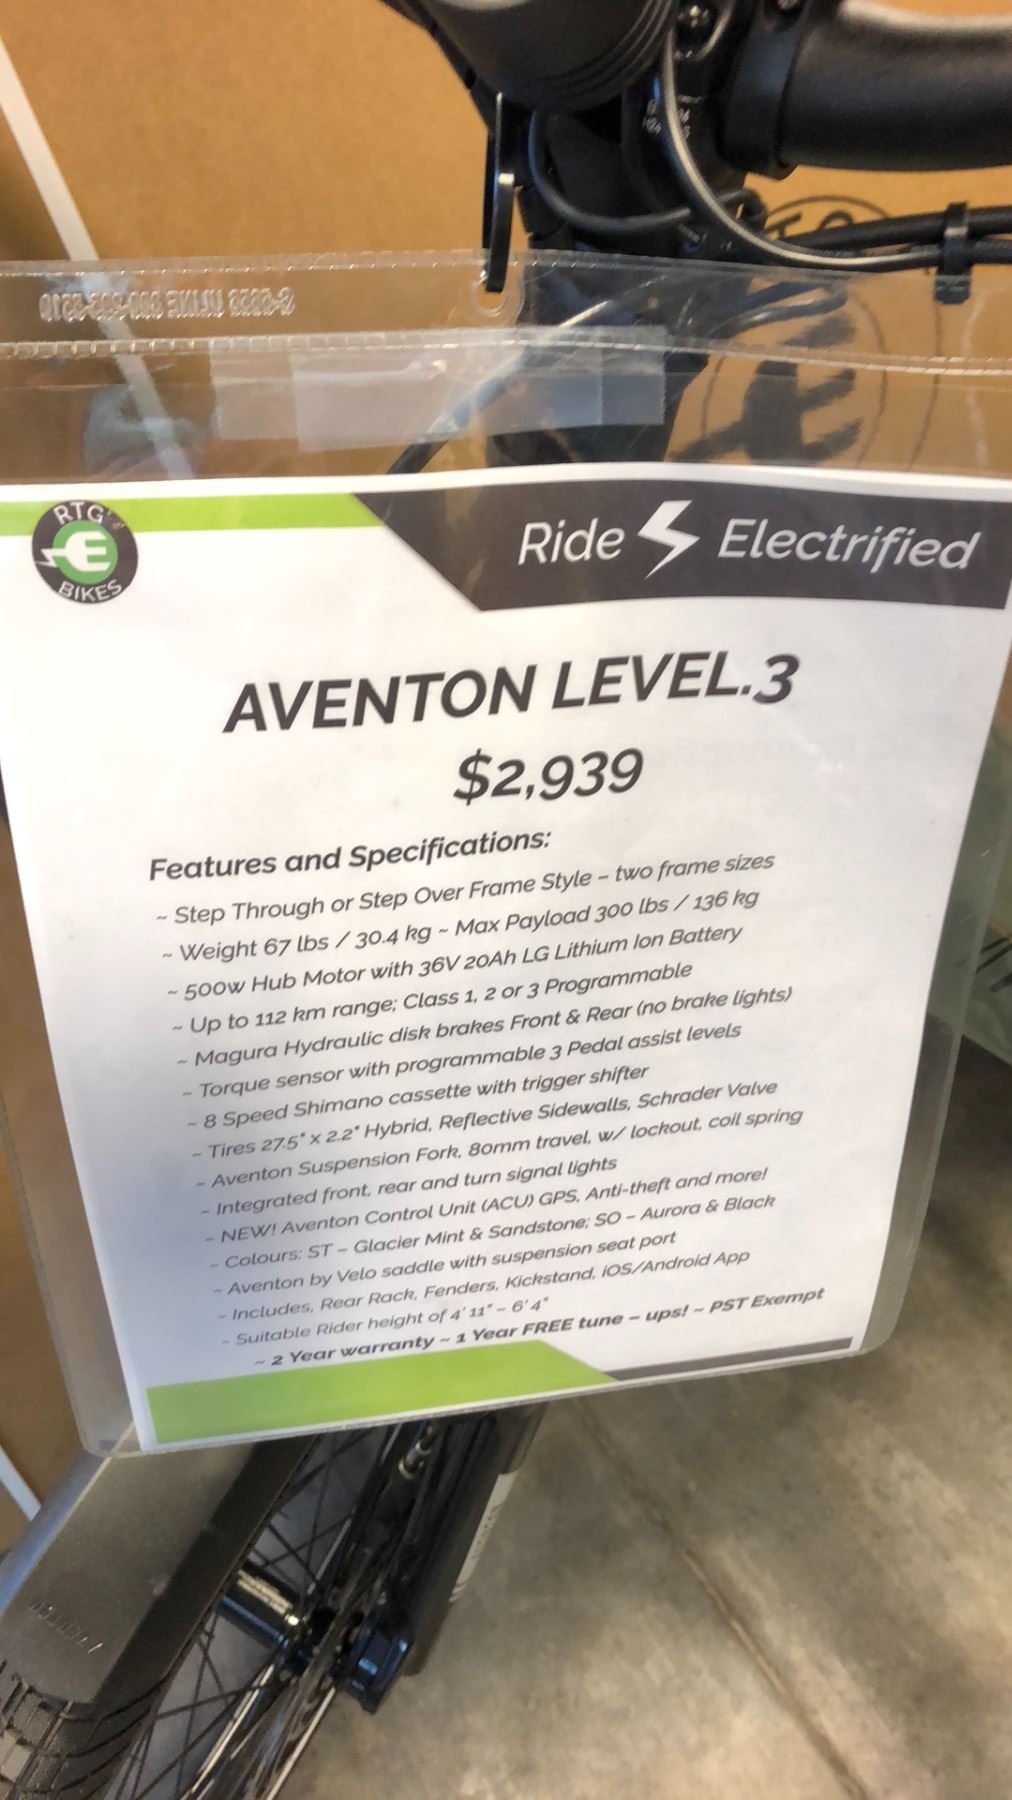 RTG'S
E
BIKES
Ride Electrified
AVENTON LEVEL.3
$2,939
Features and Specifications:
~ Step Through or Step Over Frame Style – two frame sizes
~ Weight 67 lbs / 30.4 kg ~ Max Payload 300 lbs / 136 kg
~ 500w Hub Motor with 36V 20Ah LG Lithium Ion Battery
~ Up to 112 km range; Class 1, 2 or 3 Programmable
~ Magura Hydraulic disk brakes Front & Rear (no brake lights)
~ Torque sensor with programmable 3 Pedal assist levels
~ 8 Speed Shimano cassette with trigger shifter
~ Tires 27.5" x 2.2" Hybrid, Reflective Sidewalls, Schrader Valve
~ Aventon Suspension Fork, 80mm travel, w/ lockout, coil spring
~ Integrated front, rear and turn signal lights
~ NEW! Aventon Control Unit (ACU) GPS, Anti-theft and more!
~ Colours: ST – Glacier Mint & Sandstone; SO – Aurora & Black
~ Aventon by Velo saddle with suspension seat port
~ Includes, Rear Rack, Fenders, Kickstand, iOS/Android App
~ Suitable Rider height of 4' 11" – 6' 4"
~ 2 Year warranty ~ 1 Year FREE tune – ups! ~ PST Exempt